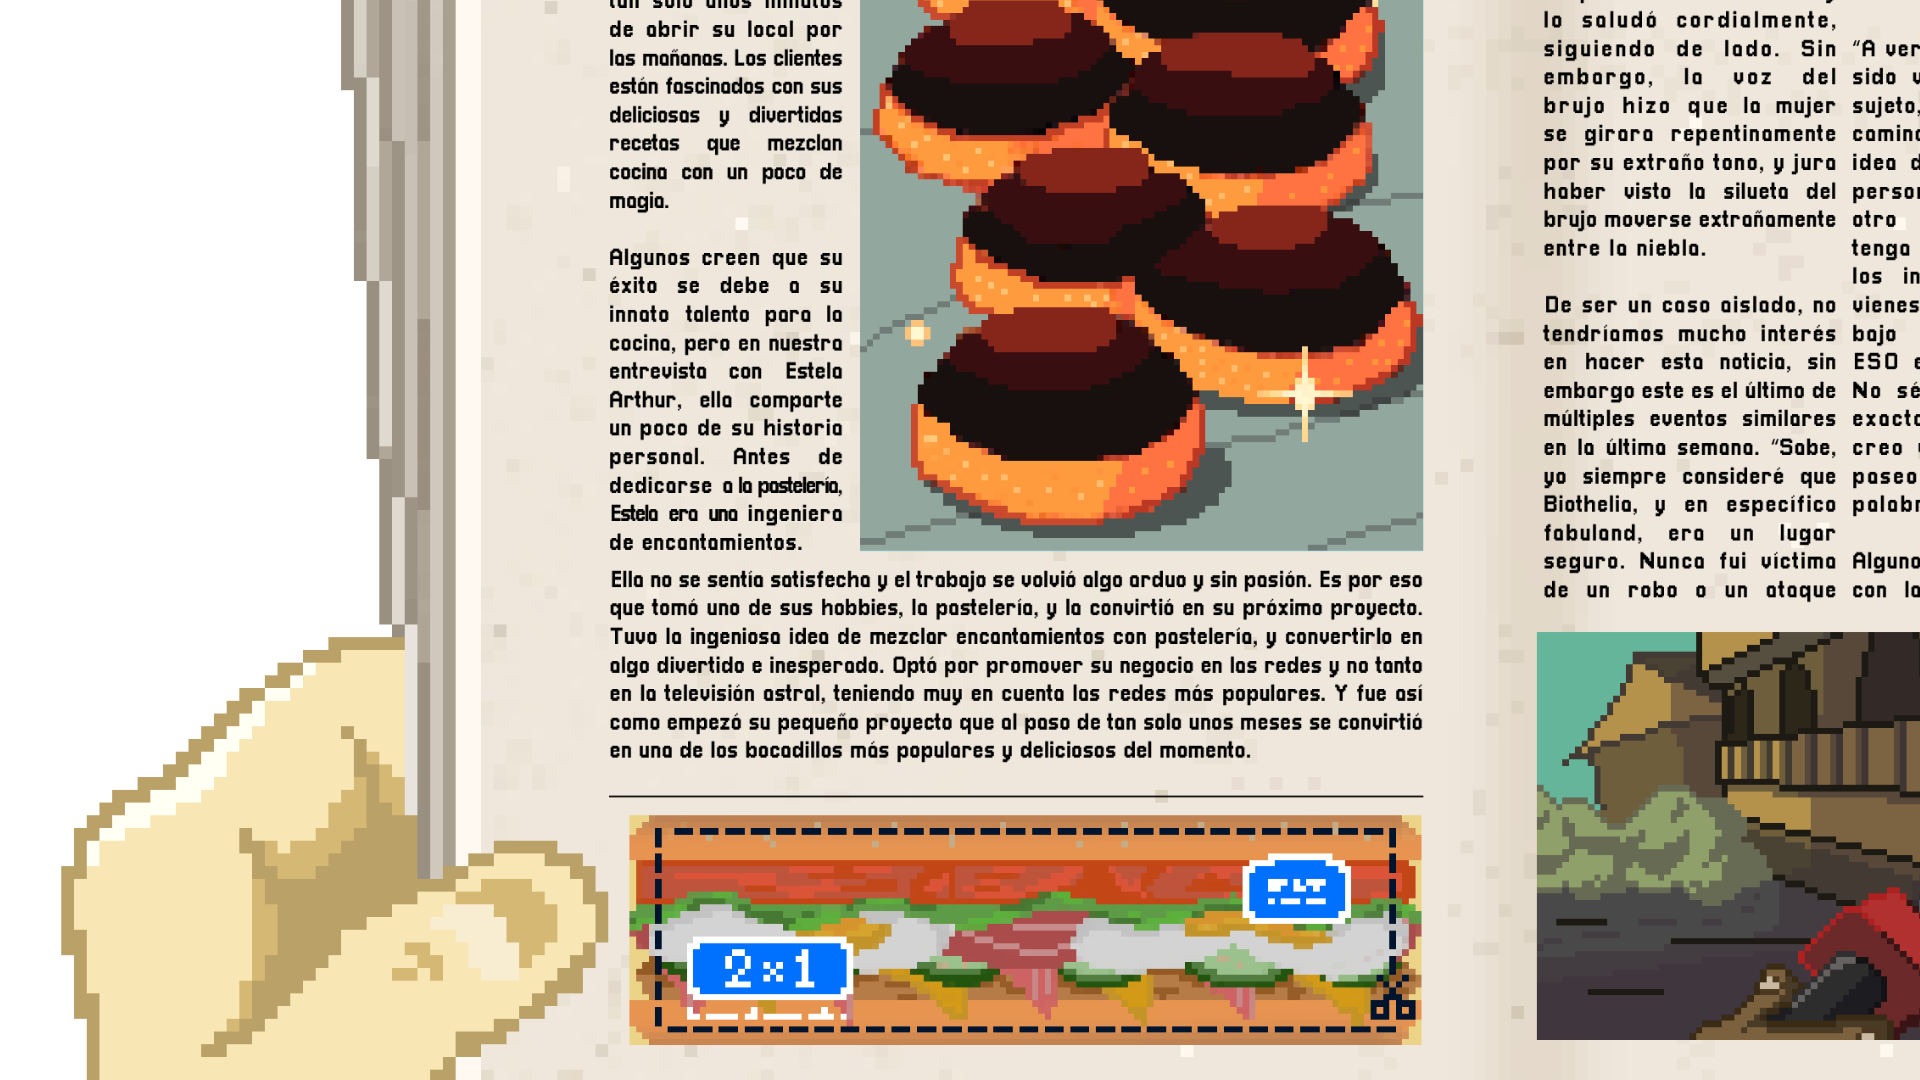 tan solo unos minutos
de abrir su local por
las mañanas. Los clientes
están fascinados con sus
deliciosas y divertidas
recetas que mezclan
cocina con un poco de
magia.
Algunos creen que su
éxito se debe a su
innato talento para la
cocina, pero en nuestra
entrevista con Estela
Arthur, ella comparte
un poco de su historia
personal. Antes de
dedicarse a la pastelería,
Estela era una ingeniera
de encantamientos.
Ella no se sentía satisfecha y el trabajo se volvió algo arduo y sin pasión. Es por eso
que tomó uno de sus hobbies, la pastelería, y la convirtió en su próximo proyecto.
Tuvo la ingeniosa idea de mezclar encantamientos con pastelería, y convertirlo en
algo divertido e inesperado. Optó por promover su negocio en las redes y no tanto
en la televisión astral, teniendo muy en cuenta las redes más populares. Y fue así
como empezó su pequeño proyecto que al paso de tan solo unos meses se convirtió
en una de los bocadillos más populares y deliciosos del momento.
2x1
lo saludó cordialmente,
siguiendo de lado. Sin
embargo, la voz del
brujo hizo que la mujer
se girara repentinamente
por su extraño tono, y jura
haber visto la silueta del
brujo moverse extrañamente
entre la niebla.
De ser un caso aislado, no
tendríamos mucho interés
en hacer esta noticia, sin
embargo este es el último de
múltiples eventos similares
en la última semana. “Sabe,
yo siempre consideré que
Biothelia, y en específico
fabuland, era un lugar
seguro. Nunca fui víctima
de un robo o un ataque
“A ver
sido
sujeto,
idea
otro
tenga
los
vienes
bajo
ESO
No sé
creo
paseo
con